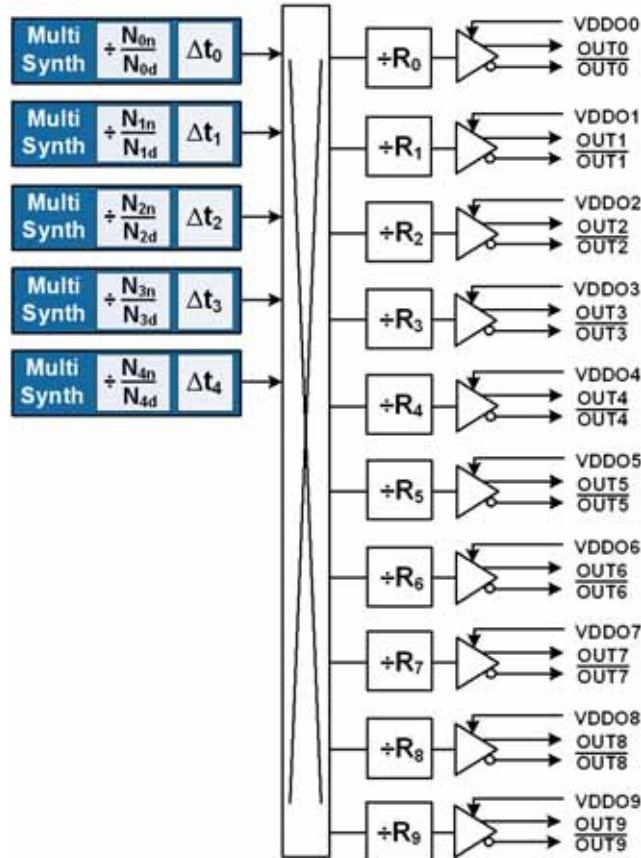 Multi Synth ÷ N0n/N0d Δt0
Multi Synth ÷ N1n/N1d Δt1
Multi Synth ÷ N2n/N2d Δt2
Multi Synth ÷ N3n/N3d Δt3
Multi Synth ÷ N4n/N4d Δt4
÷R0
VDDO0
OUT0
OUT0
÷R1
VDDO1
OUT1
OUT1
÷R2
VDDO2
OUT2
OUT2
÷R3
VDDO3
OUT3
OUT3
÷R4
VDDO4
OUT4
OUT4
÷R5
VDDO5
OUT5
OUT5
÷R6
VDDO6
OUT6
OUT6
÷R7
VDDO7
OUT7
OUT7
÷R8
VDDO8
OUT8
OUT8
÷R9
VDDO9
OUT9
OUT9